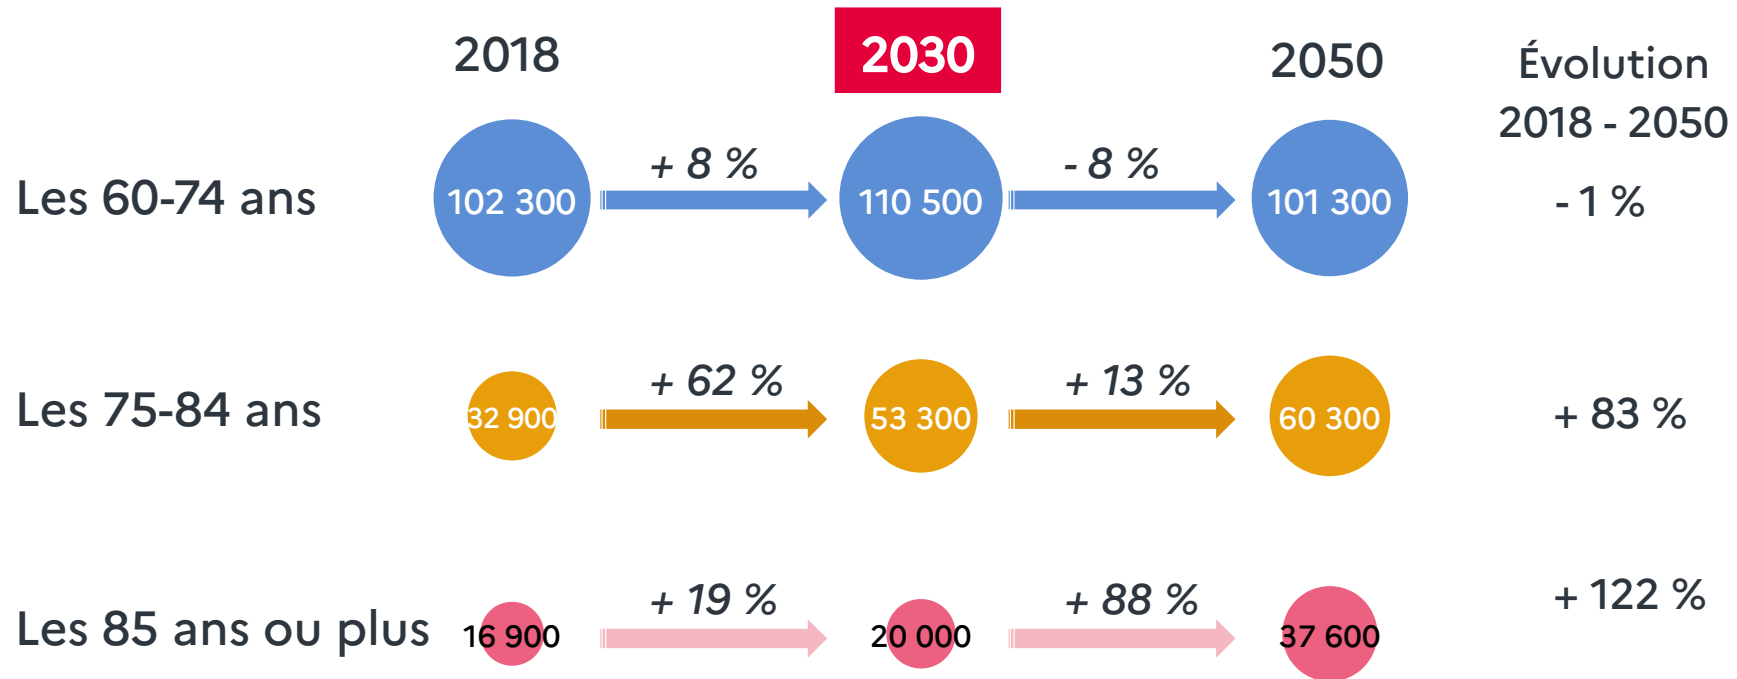 2018
2030
2050
Évolution
2018 - 2050
Les 60-74 ans
102 300
+ 8 %
110 500
- 8 %
101 300
- 1 %
Les 75-84 ans
32 900
+ 62 %
53 300
+ 13 %
60 300
+ 83 %
Les 85 ans ou plus
16 900
+ 19 %
20 000
+ 88 %
37 600
+ 122 %